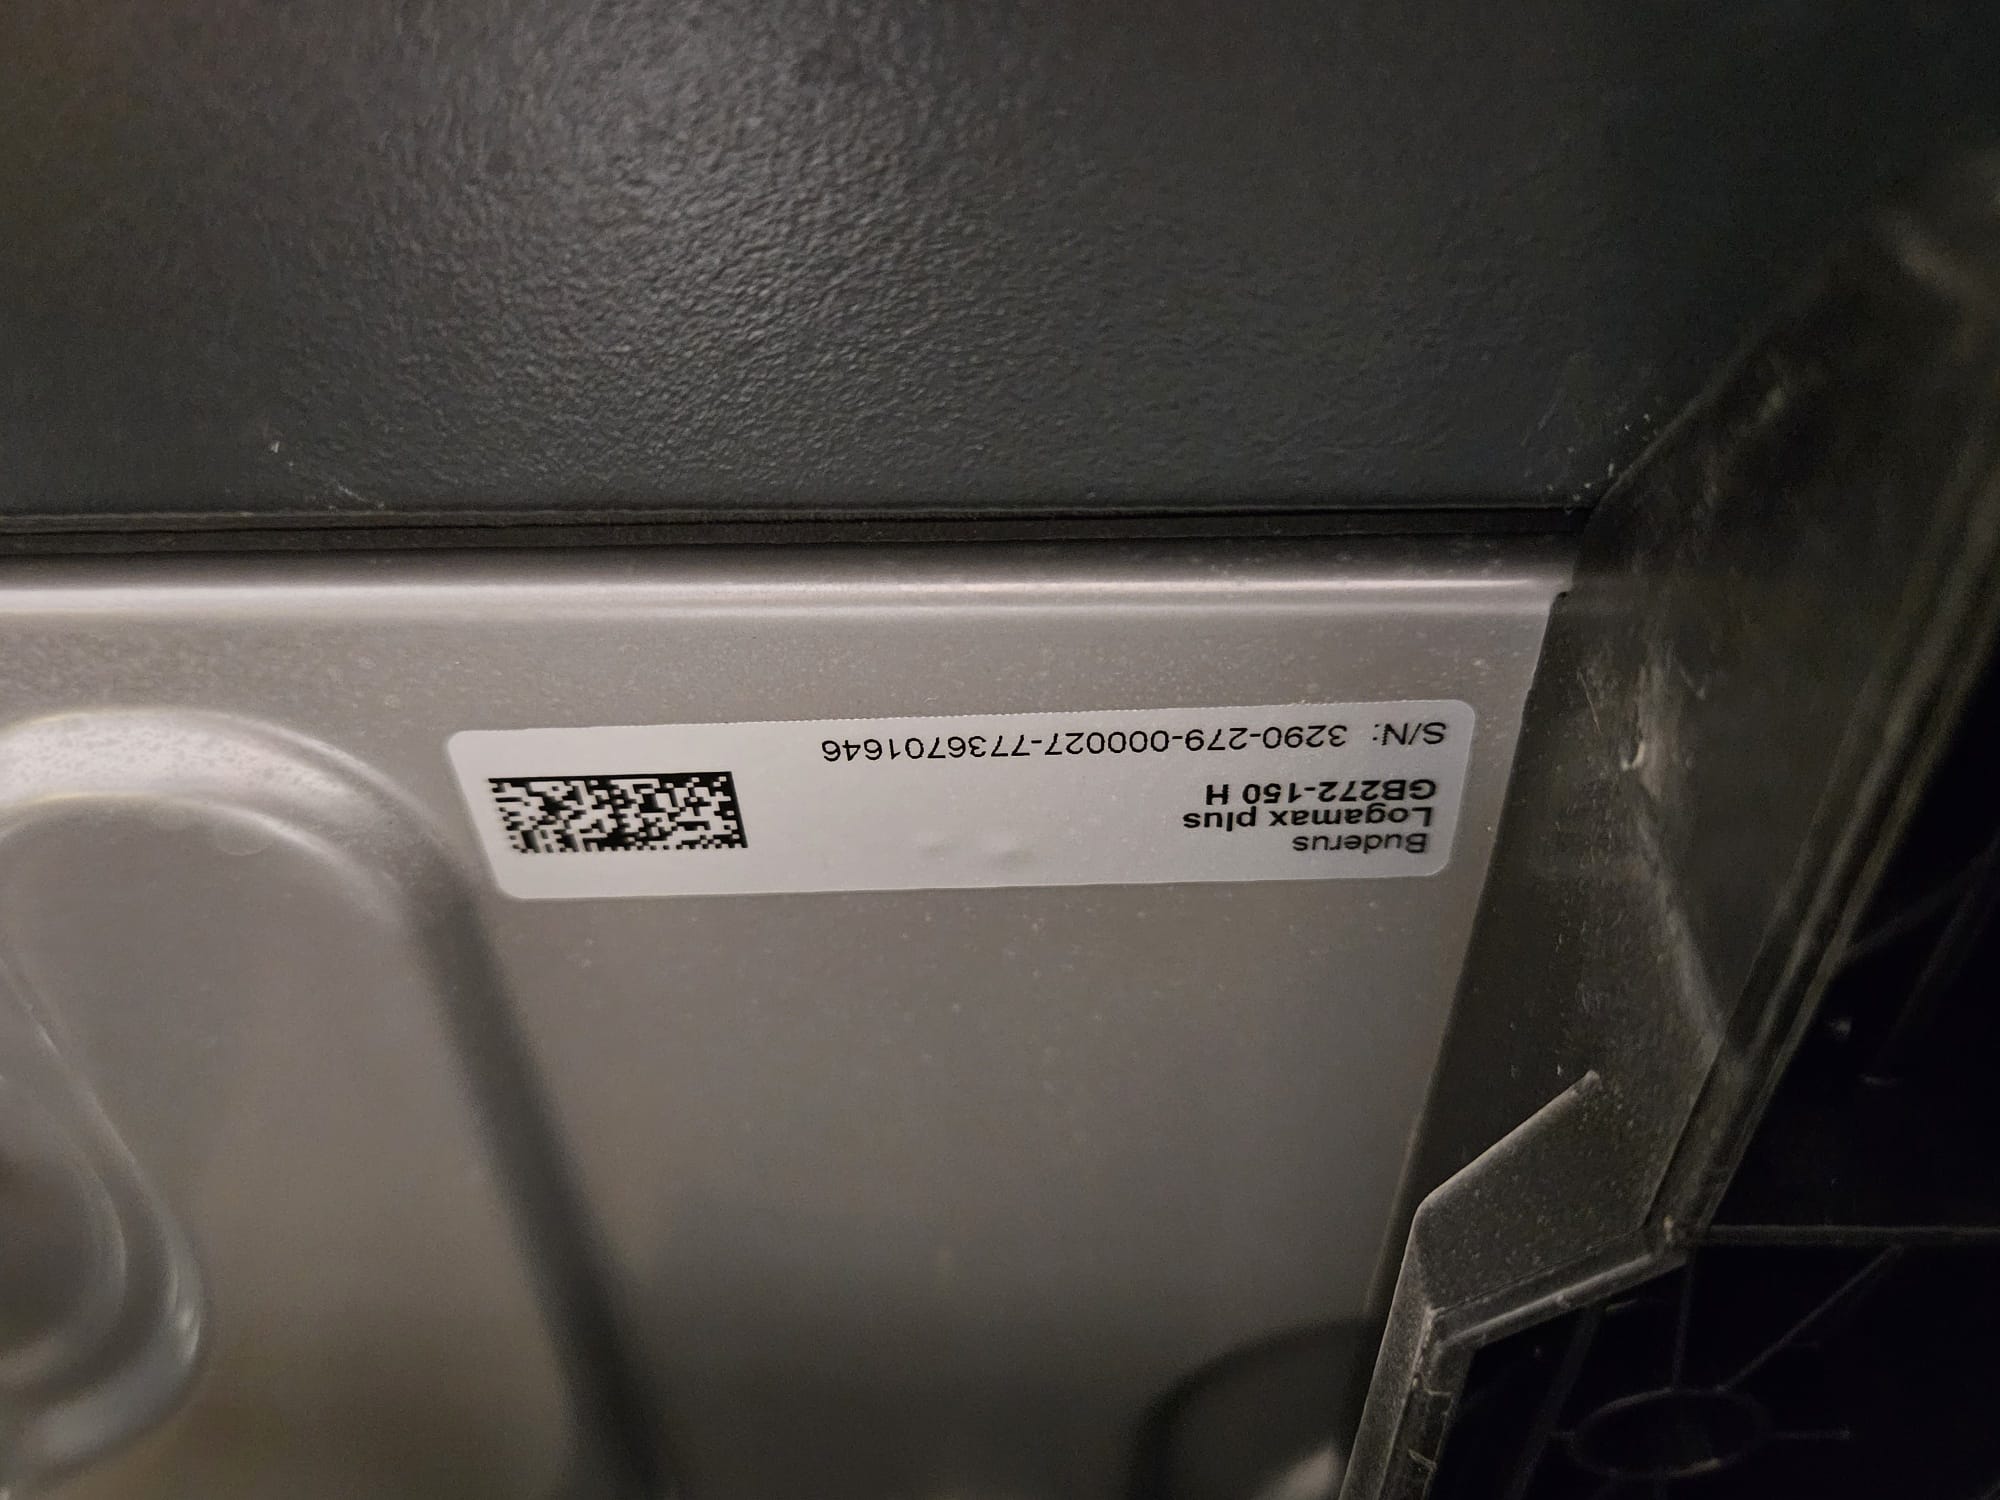 Buderus
Logamax plus
GB272-150 H
S/N: 3290-279-000027-7736701646